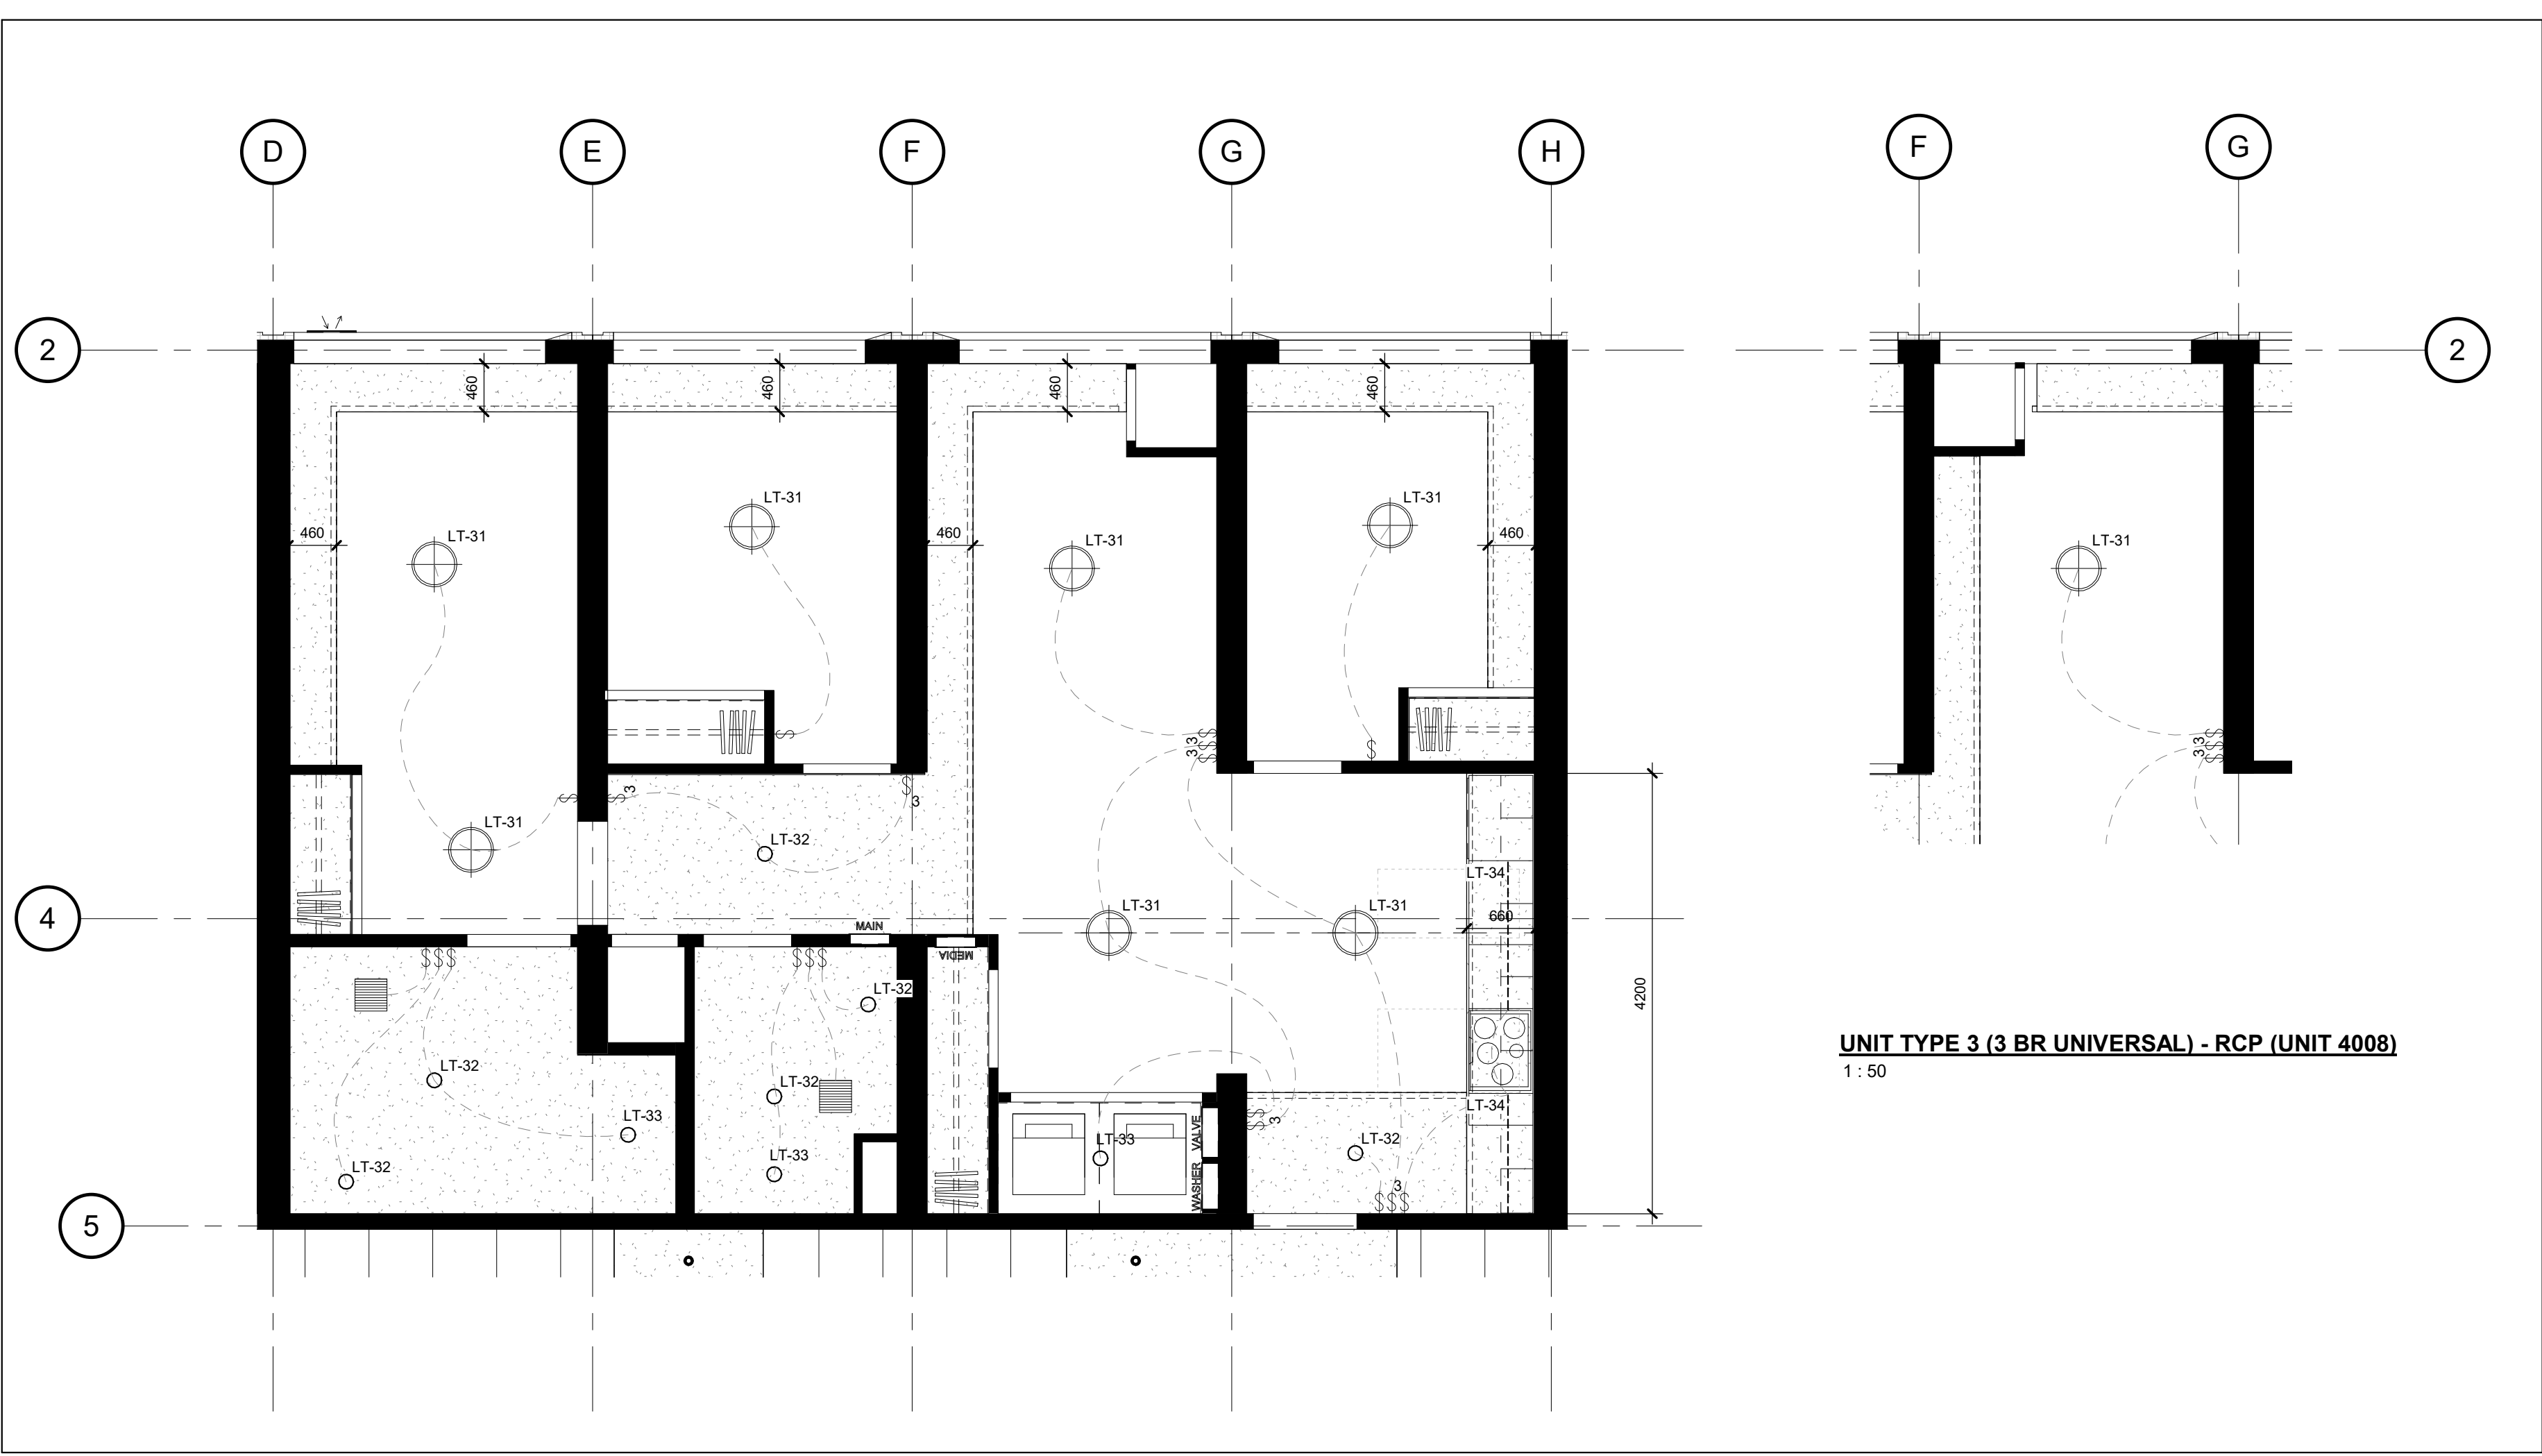 D
E
F
G
H
F
G
2
2
460
460
460
460
LT-31
LT-31
460
LT-31
LT-31
460
460
LT-31
3
3
3
3
3
3
LT-31
LT-32
LT-34
4
MAIN
LT-31
LT-31
660
MEDIA
LT-32
4200
UNIT TYPE 3 (3 BR UNIVERSAL) - RCP (UNIT 4008)
1 : 50
LT-32
LT-32
LT-34
LT-33
3
WASHER VALVE
LT-33
LT-32
LT-33
LT-32
3
5